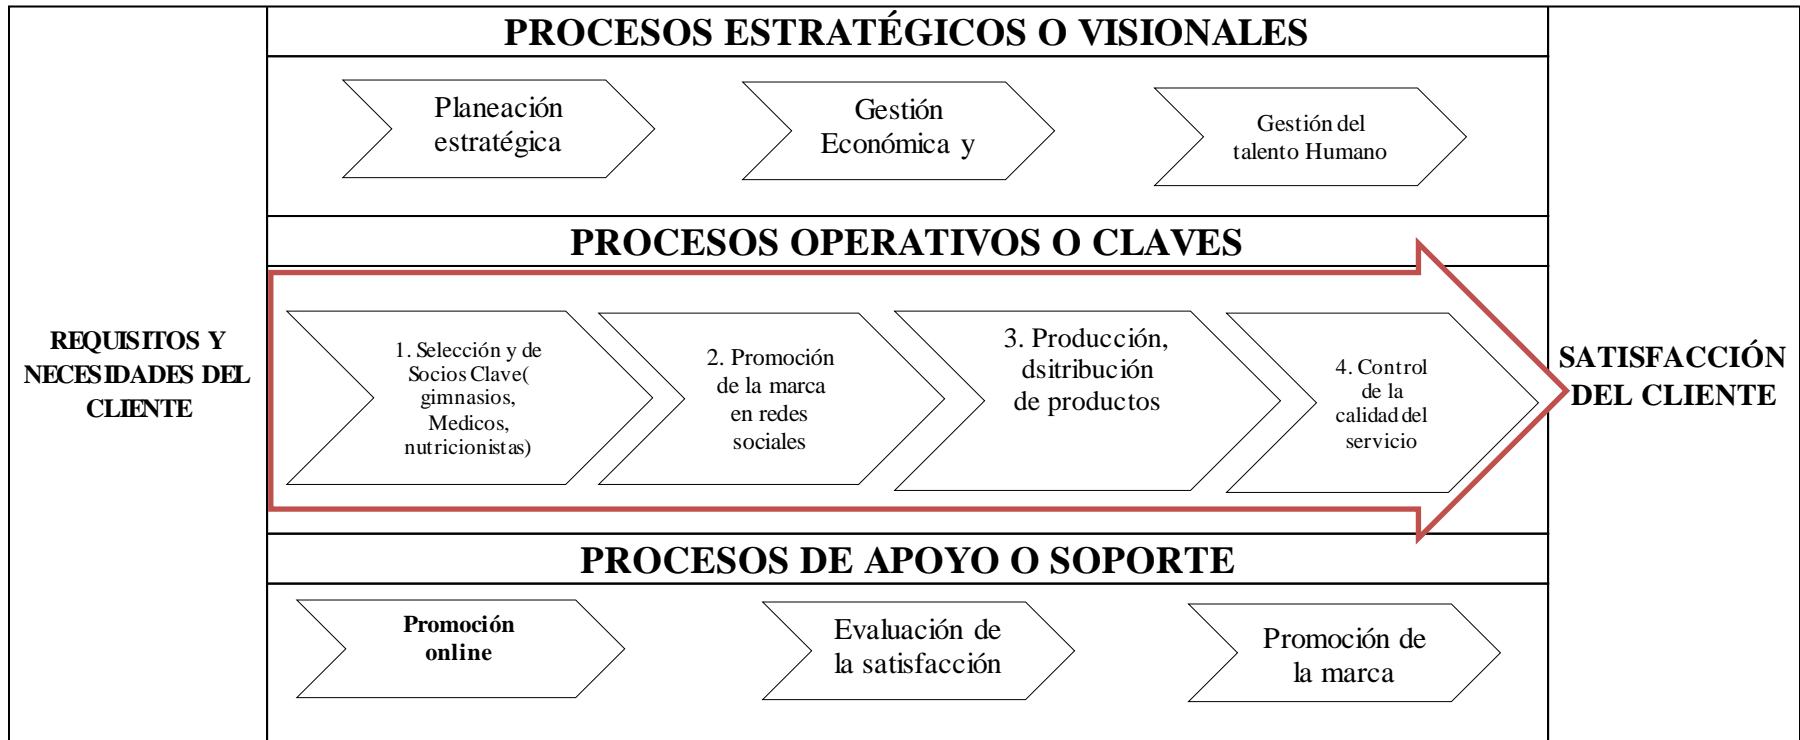 PROCESOS ESTRATÉGICOS O VISIONALES
Planeación
estratégica
Gestión
Económica y
Gestión del
talento Humano
PROCESOS OPERATIVOS O CLAVES
REQUISITOS Y
NECESIDADES DEL
CLIENTE
1. Selección y de
Socios Clave(
gimnasios,
Medicos,
nutricionistas)
2. Promoción
de la marca
en redes
sociales
3. Producción,
dsitribución
de productos
4. Control
de la
calidad del
servicio
SATISFACCIÓN
DEL CLIENTE
PROCESOS DE APOYO O SOPORTE
Promoción
online
Evaluación de
la satisfacción
Promoción de
la marca